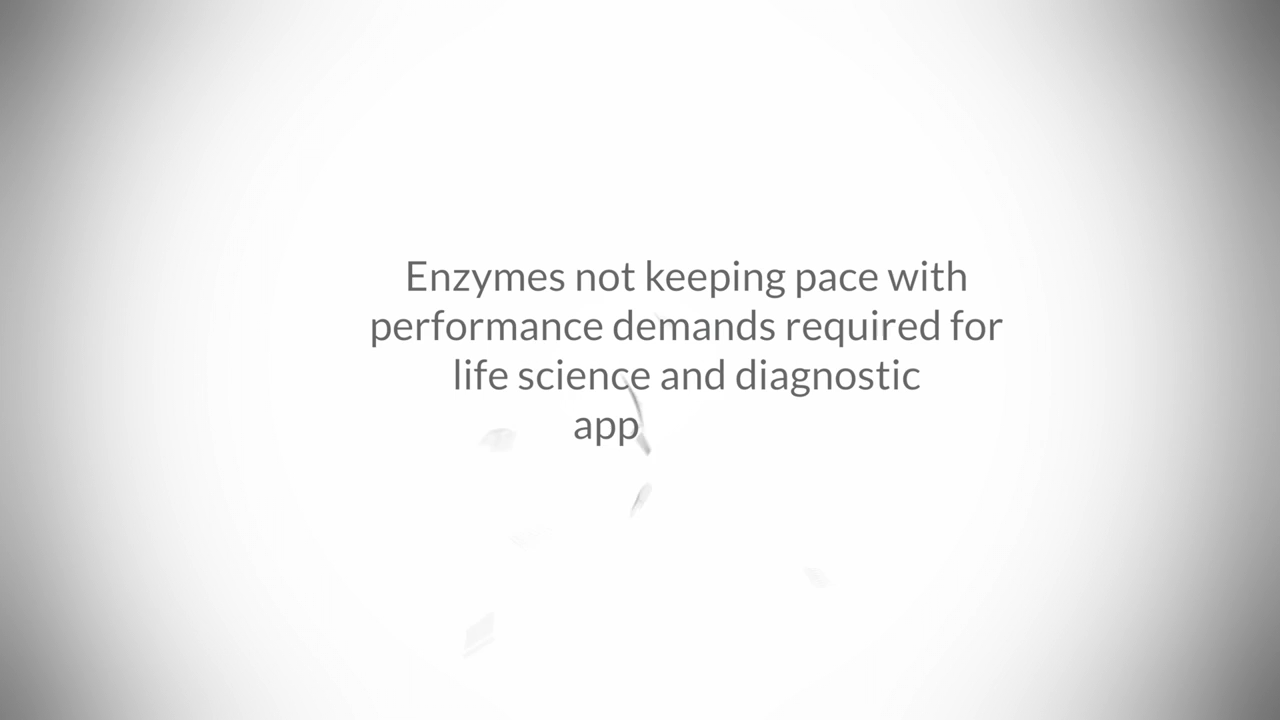 Enzymes not keeping pace with
performance demands required for
life science and diagnostic
app